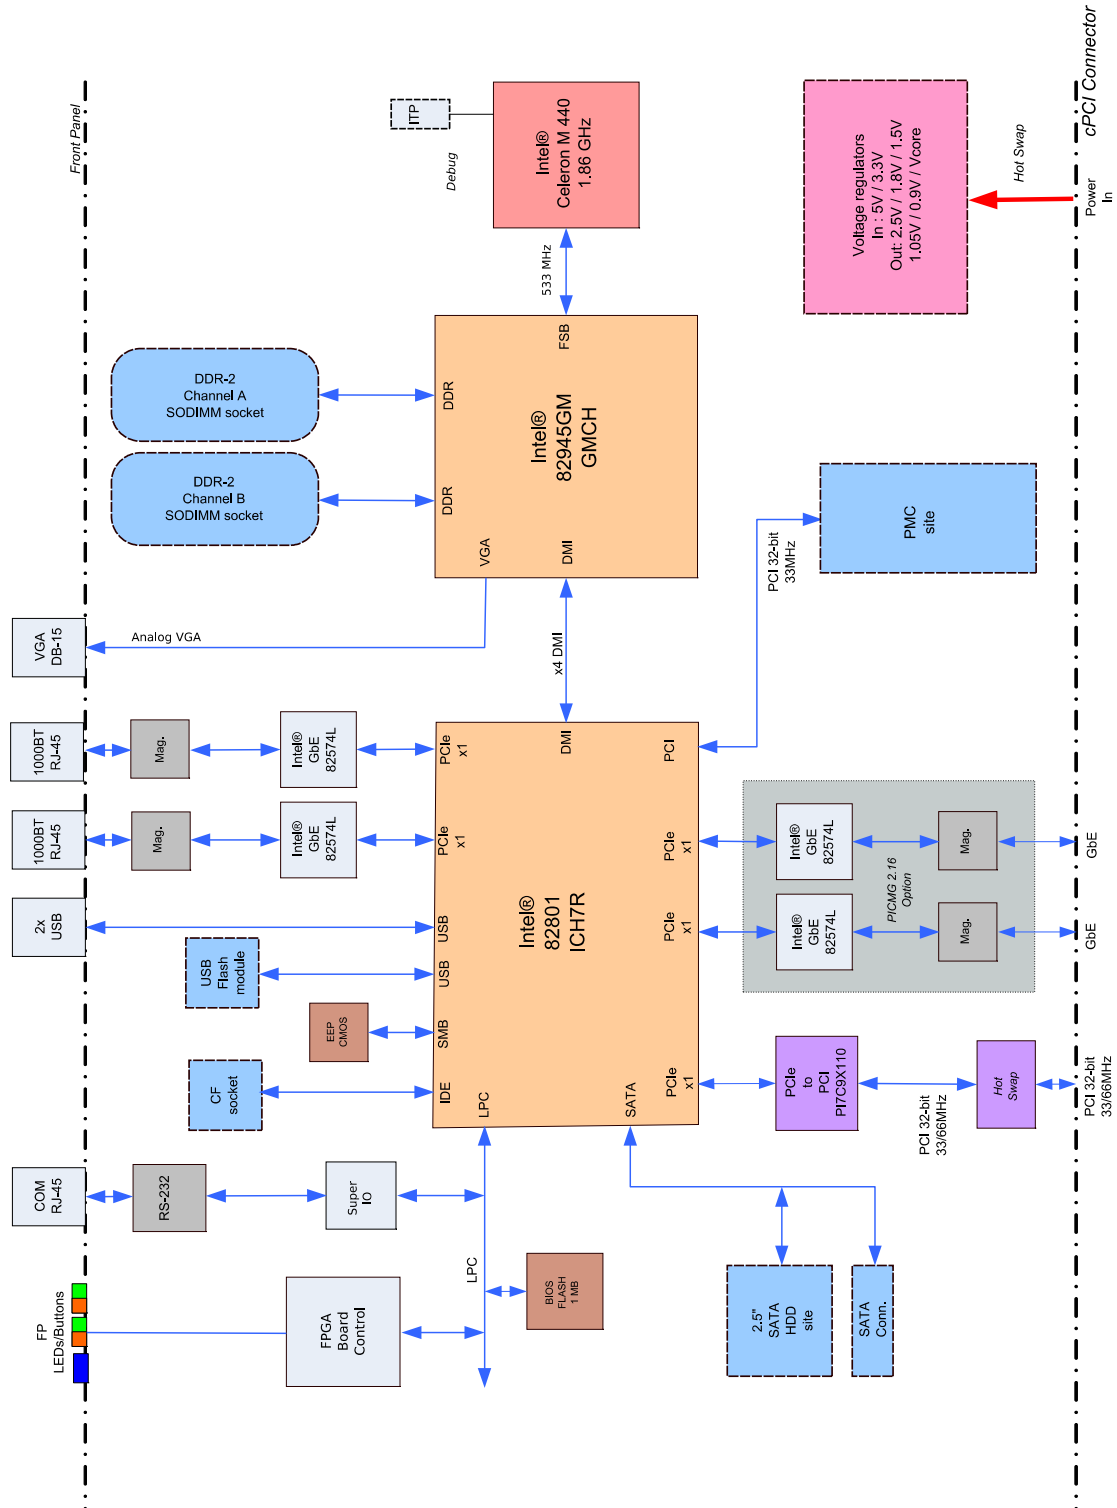 Front Panel
cPCI Connector
ITP
Debug
Intel®
Celeron M 440
1.86 GHz
Voltage regulators
In : 5V / 3.3V
Out: 2.5V / 1.8V / 1.5V
1.05V / 0.9V / Vcore
Hot Swap
Power
In
533 MHz
DDR-2
Channel A
SODIMM socket
DDR-2
Channel B
SODIMM socket
DDR
DDR
FSB
Intel®
82945GM
GMCH
VGA
DMI
PMC
site
PCI 32-bit
33MHz
VGA
DB-15
Analog VGA
x4 DMI
1000BT
RJ-45
Mag.
Intel®
GbE
82574L
PCIe
x1
DMI
PCI
1000BT
RJ-45
Mag.
Intel®
GbE
82574L
PCIe
x1
PCIe
x1
Intel®
GbE
82574L
Mag.
GbE
PICMG 2.16
Option
2x
USB
USB
Intel®
82801
ICH7R
PCIe
x1
Intel®
GbE
82574L
Mag.
GbE
USB
Flash
module
USB
EEP
CMOS
SMB
CF
socket
IDE
LPC
SATA
PCIe
x1
PCIe
to
PCI
PI7C9X110
PCI 32-bit
33/66MHz
Hot
Swap
PCI 32-bit
33/66MHz
COM
RJ-45
RS-232
Super
IO
LPC
BIOS
FLASH
1 MB
FP
LEDs/Buttons
FPGA
Board
Control
2.5"
SATA
HDD
site
SATA
Conn.